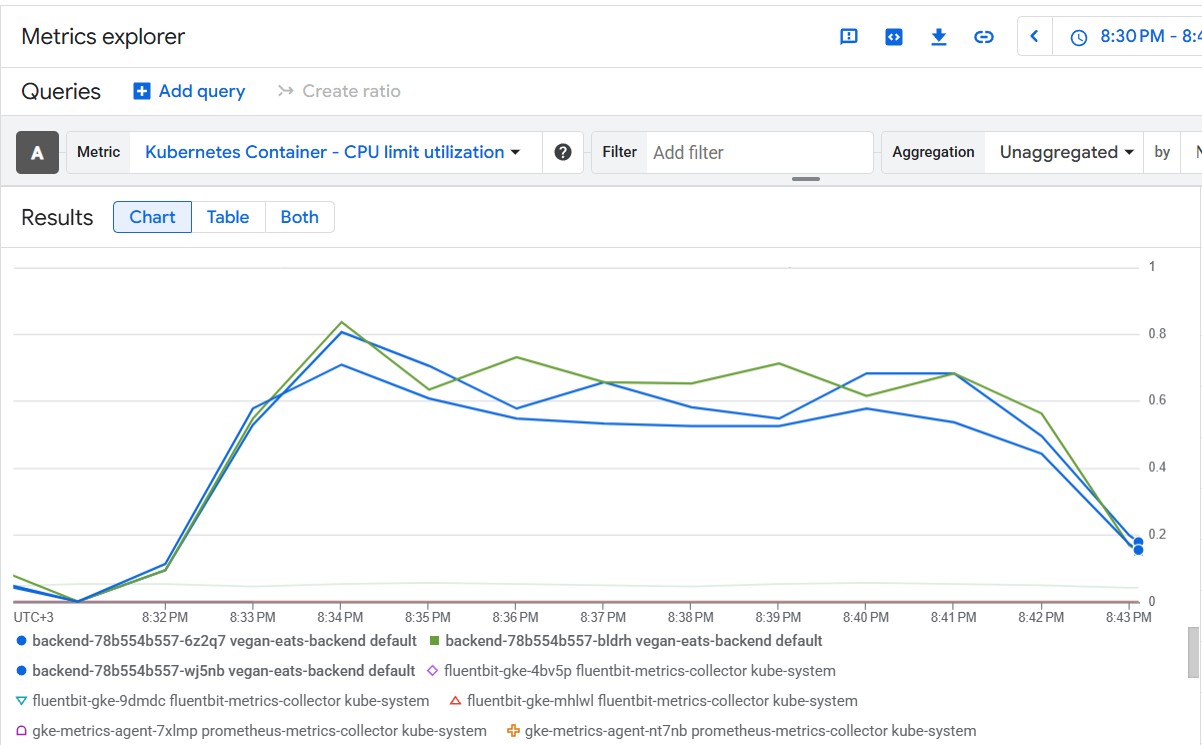 Metrics explorer 8:30 PM - 8:4
Queries Add query Create ratio
A Metric Kubernetes Container - CPU limit utilization ? Filter Add filter Aggregation Unaggregated by N
Results Chart Table Both
1
0.8
0.6
0.4
0.2
0
UTC+3 8:32 PM 8:33 PM 8:34 PM 8:35 PM 8:36 PM 8:37 PM 8:38 PM 8:39 PM 8:40 PM 8:41 PM 8:42 PM 8:43 PM
backend-78b554b557-6z2q7 vegan-eats-backend default backend-78b554b557-bldrh vegan-eats-backend default
backend-78b554b557-wj5nb vegan-eats-backend default fluentbit-gke-4bv5p fluentbit-metrics-collector kube-system
fluentbit-gke-9dmdc fluentbit-metrics-collector kube-system fluentbit-gke-mhlwl fluentbit-metrics-collector kube-system
gke-metrics-agent-7xlmp prometheus-metrics-collector kube-system gke-metrics-agent-nt7nb prometheus-metrics-collector kube-system